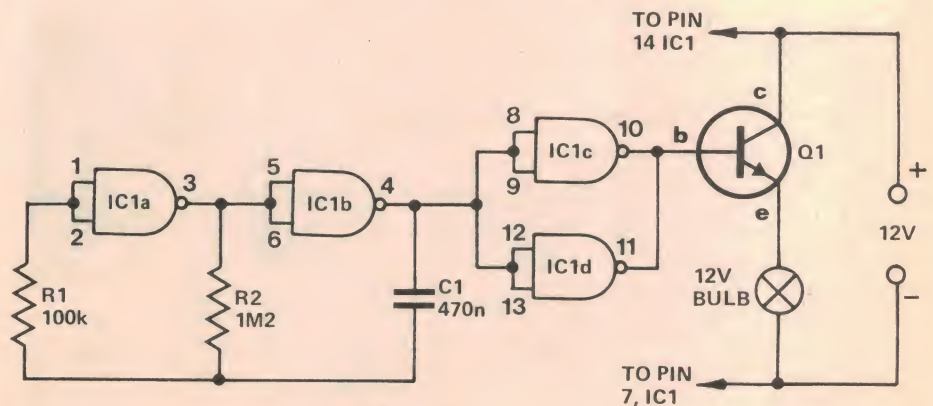 TO PIN
14 IC1
c
b
Q1
e
8
9
IC1c
10
1
2
IC1a
3
5
6
IC1b
4
12
13
IC1d
11
+
12V
−
R1
100k
R2
1M2
C1
470n
12V
BULB
TO PIN
7, IC1